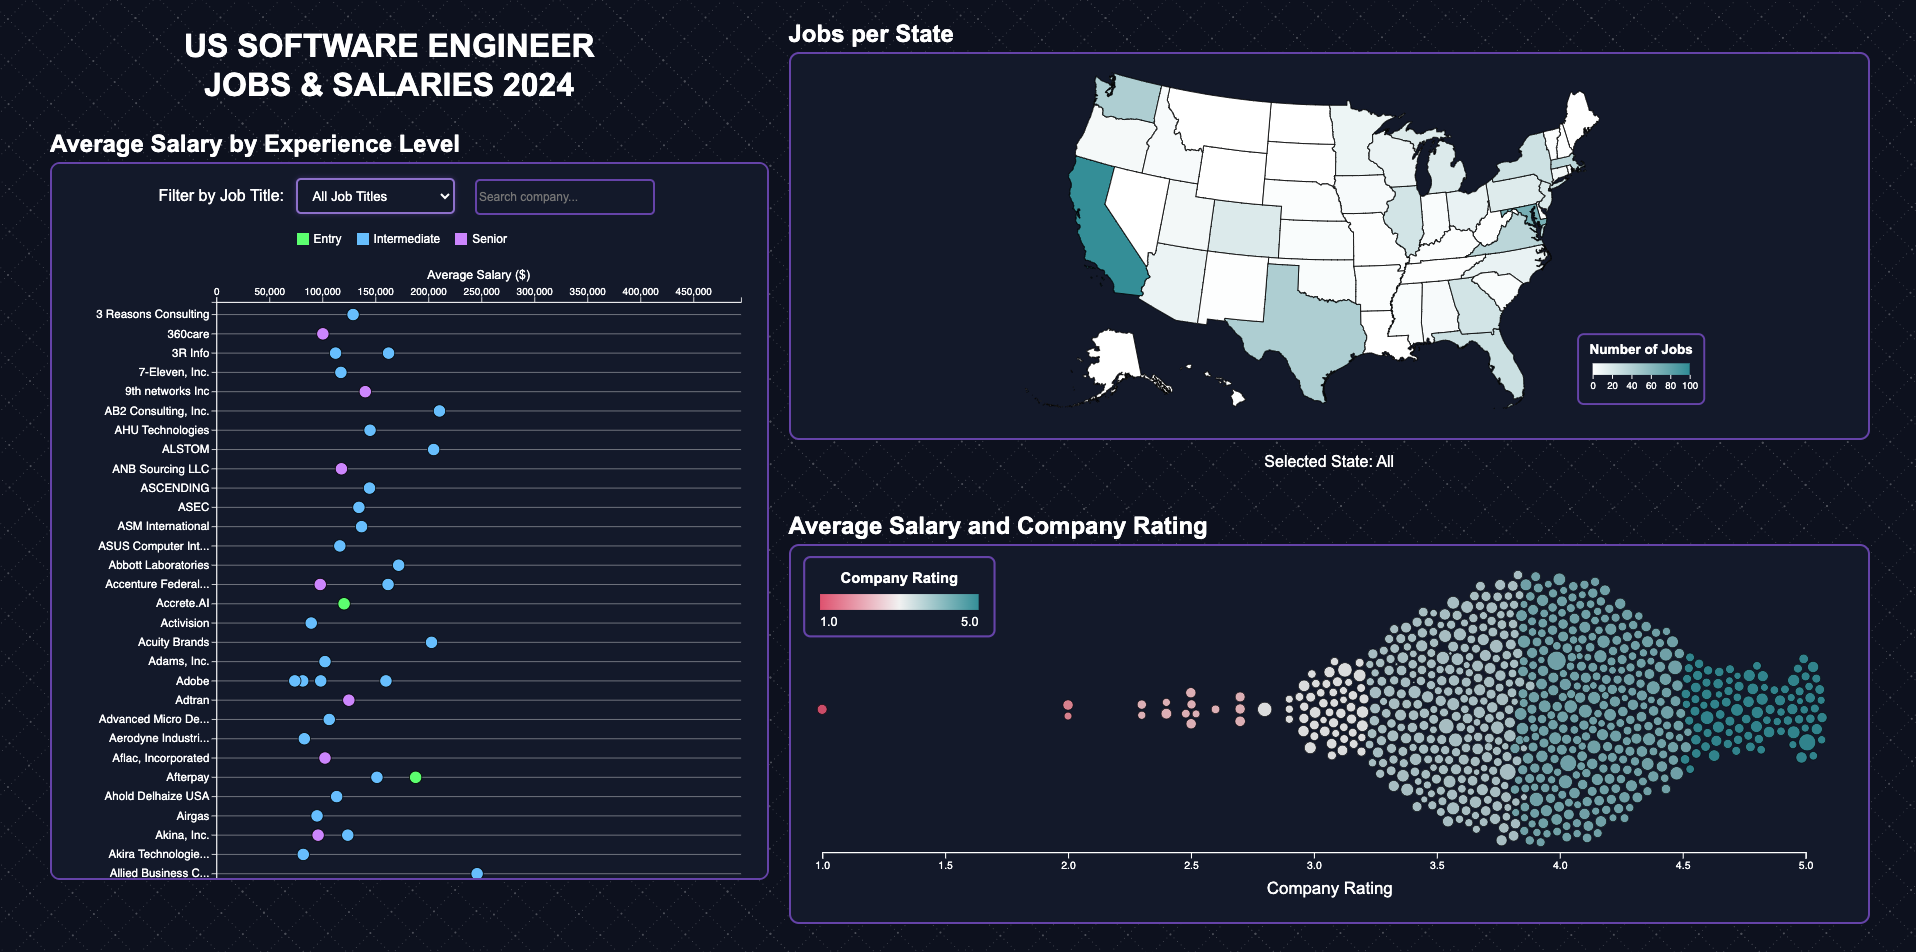 US SOFTWARE ENGINEER
JOBS & SALARIES 2024
Average Salary by Experience Level
Filter by Job Title:
All Job Titles
Search company...
Entry
Intermediate
Senior
Average Salary ($)
0 50,000 100,000 150,000 200,000 250,000 300,000 350,000 400,000 450,000
3 Reasons Consulting
360care
3R Info
7-Eleven, Inc.
9th networks Inc
AB2 Consulting, Inc.
AHU Technologies
ALSTOM
ANB Sourcing LLC
ASCENDING
ASEC
ASM International
ASUS Computer Int...
Abbott Laboratories
Accenture Federal...
Accrete.AI
Activision
Acuity Brands
Adams, Inc.
Adobe
Adtran
Advanced Micro De...
Aerodyne Industri...
Aflac, Incorporated
Afterpay
Ahold Delhaize USA
Airgas
Akina, Inc.
Akira Technologie...
Allied Business C...
Jobs per State
Number of Jobs
0 20 40 60 80 100
Selected State: All
Average Salary and Company Rating
Company Rating
1.0 5.0
1.0 1.5 2.0 2.5 3.0 3.5 4.0 4.5 5.0
Company Rating